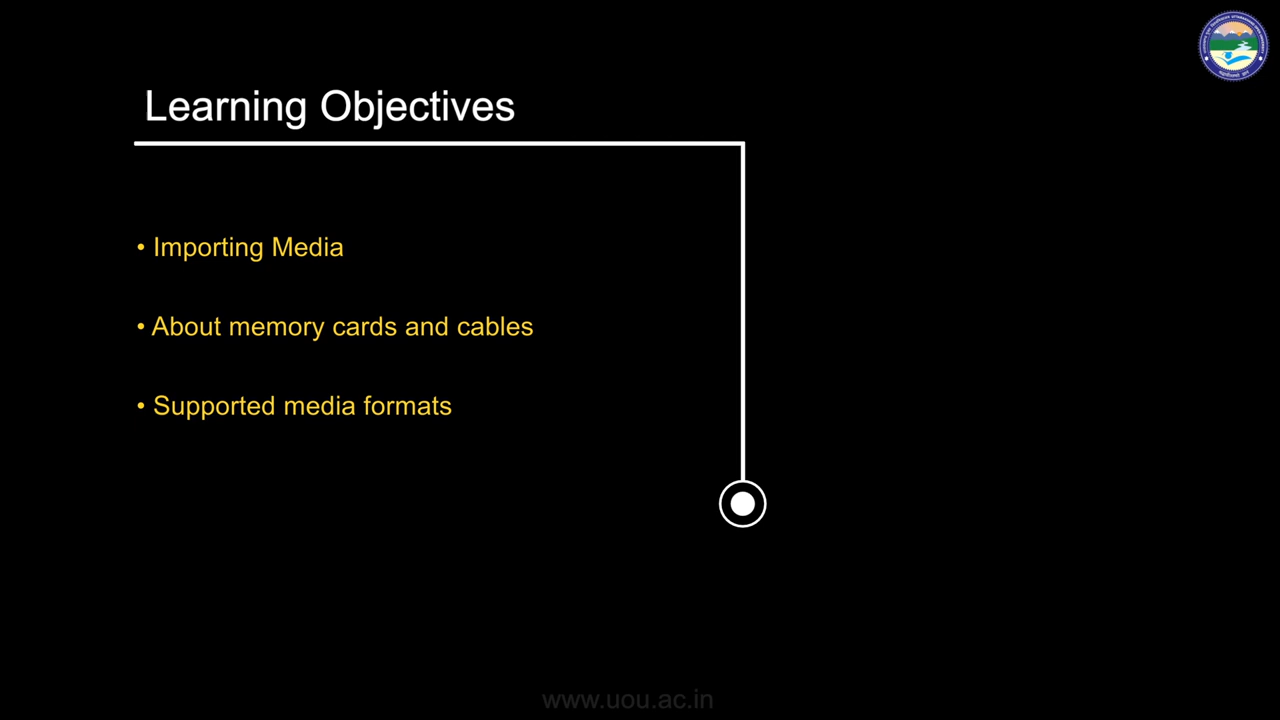 Learning Objectives
• Importing Media
• About memory cards and cables
• Supported media formats
www.uou.ac.in